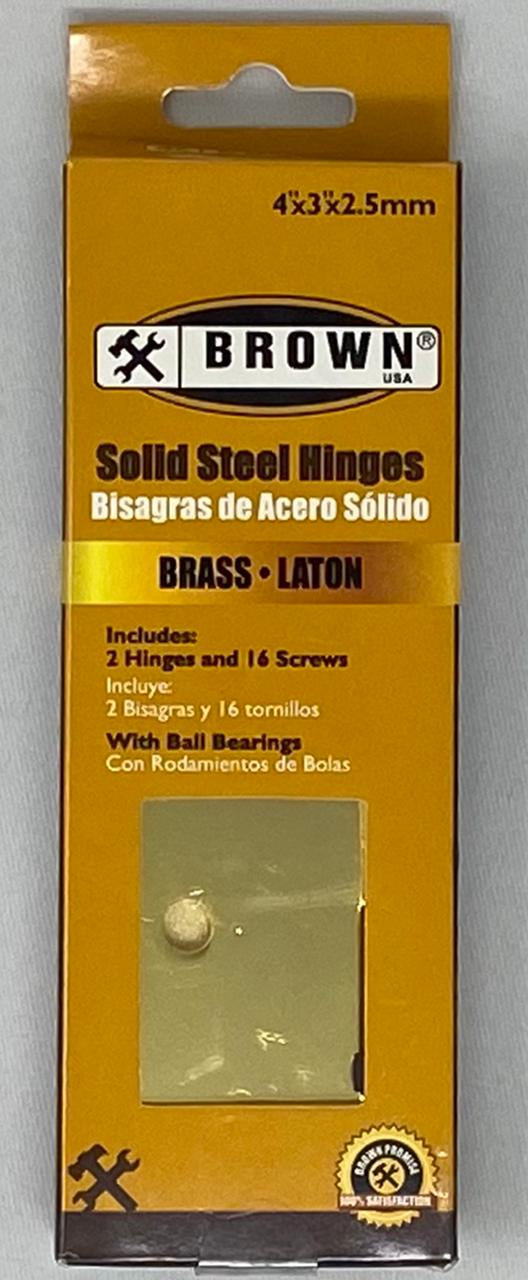 4"x3"x2.5mm
BROWN®
USA
Solid Steel Hinges
Bisagras de Acero Sólido
BRASS • LATON
Includes:
2 Hinges and 16 Screws
Incluye:
2 Bisagras y 16 tornillos
With Ball Bearings
Con Rodamientos de Bolas
BROWN PROMISE
100% SATISFACTION